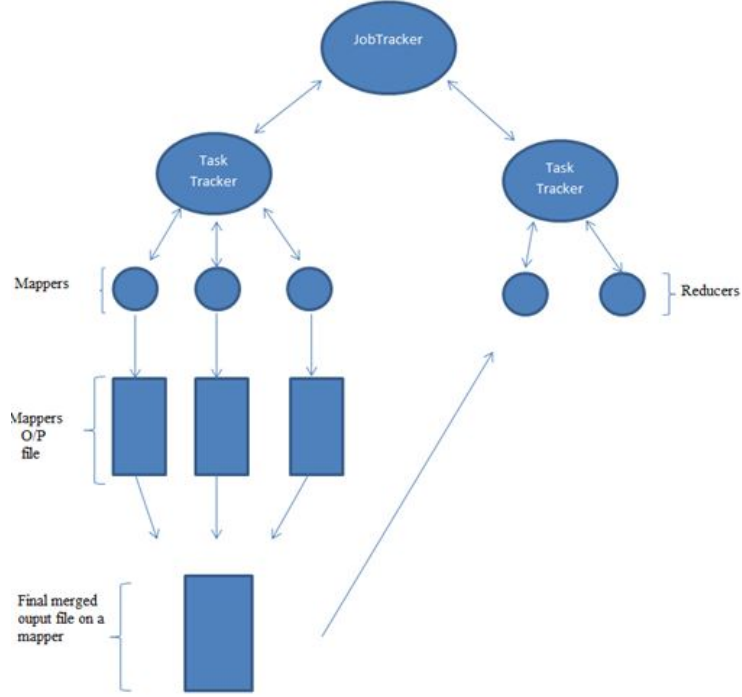 JobTracker
Task
Tracker
Task
Tracker
Mappers
Reducers
Mappers
O/P
file
Final merged
ouput file on a
mapper